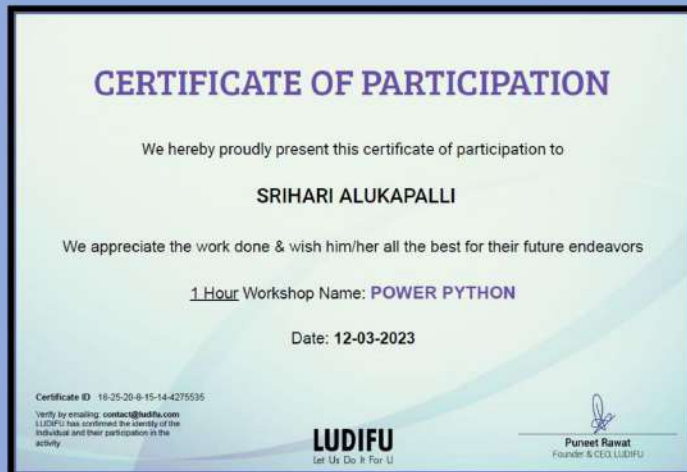 CERTIFICATE OF PARTICIPATION
We hereby proudly present this certificate of participation to
SRIHARI ALUKAPALLI
We appreciate the work done & wish him/her all the best for their future endeavors
1 Hour Workshop Name: POWER PYTHON
Date: 12-03-2023
Certificate ID 16-25-20-8-15-14-4275535
Verify by emailing: contact@ludifu.com
LUDIFU has confirmed the identity of the
individual and their participation in the
activity
LUDIFU
Let Us Do It For U
Puneet Rawat
Founder & CEO, LUDIFU